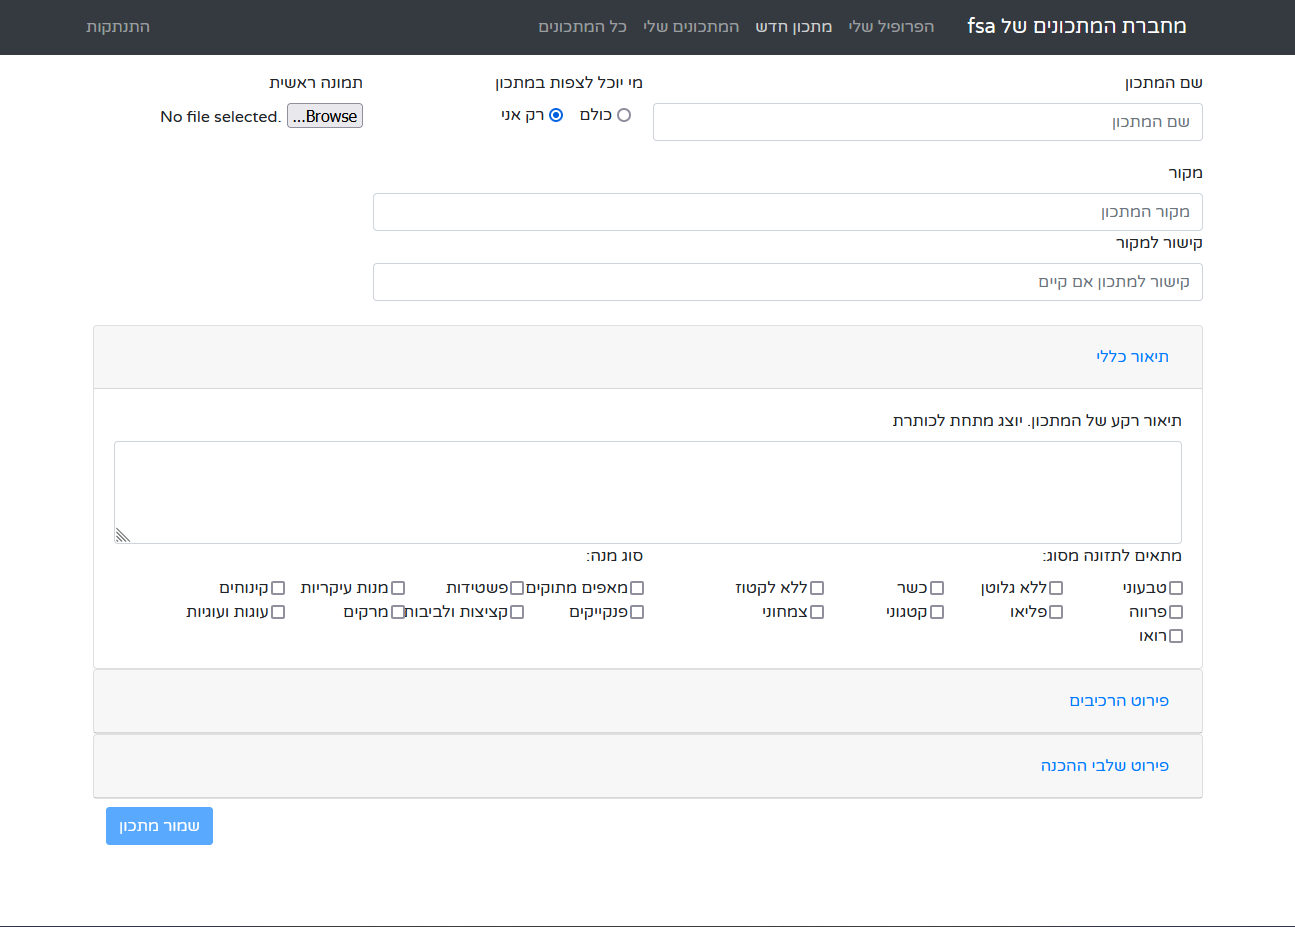 מחברת המתכונים של fsa הפרופיל שלי מתכון חדש המתכונים שלי כל המתכונים התנתקות
שם המתכון מי יוכל לצפות במתכון תמונה ראשית
שם המתכון כולם רק אני Browse... No file selected.
מקור
מקור המתכון
קישור למקור
קישור למתכון אם קיים
תיאור כללי
תיאור רקע של המתכון. יוצג מתחת לכותרת
מתאים לתזונה מסוג: סוג מנה:
טבעוני ללא גלוטן כשר ללא לקטוז מאפים מתוקים פשטידות מנות עיקריות קינוחים
פרווה פליאו קטגוני צמחוני פנקייקים קציצות ולביבות מרקים עוגות ועוגיות
רואו
פירוט הרכיבים
פירוט שלבי ההכנה
שמור מתכון